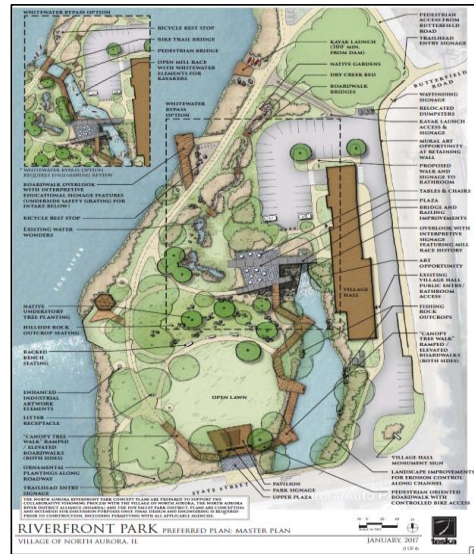 WHITEWATER BYPASS OPTION
BICYCLE REST STOP
BIKE TRAIL BRIDGE
PEDESTRIAN BRIDGE
OPEN MILL RACE
WITH WHITEWATER
ELEMENTS FOR
KAYAKERS
WHITEWATER
BYPASS
OPTION
WHITEWATER BYPASS OPTION
REQUIRES ENGINEERING REVIEW
BOARDWALK OVERLOOK
WITH INTERPRETIVE
EDUCATIONAL SIGNAGE FEATURES
(UNDERSIDE SAFETY GRATING FOR
INTAKE BELOW)
BICYCLE REST STOP
EXISTING WATER
WONDERS
FOX RIVER
NATIVE
UNDERSTORY
TREE PLANTING
HILLSIDE ROCK
OUTCROP SEATING
BACKED
BENCH
SEATING
ENHANCED
INDUSTRIAL
ARTWORK
ELEMENTS
LITTER
RECEPTACLE
"CANOPY TREE
WALK" RAMPED
/ ELEVATED
BOARDWALKS
(BOTH SIDES)
ORNAMENTAL
PLANTINGS ALONG
ROADWAY
TRAILHEAD ENTRY
SIGNAGE
KAYAK LAUNCH
(300' MIN.
FROM DAM)
NATIVE GARDENS
DRY CREEK BED
BOARDWALK
BRIDGES
PEDESTRIAN
ACCESS FROM
BUTTERFIELD
ROAD
TRAILHEAD
ENTRY SIGNAGE
BUTTERFIELD
ROAD
WAYFINDING
SIGNAGE
RELOCATED
DUMPSTERS
KAYAK LAUNCH
ACCESS &
SIGNAGE
MURAL ART
OPPORTUNITY
AT RETAINING
WALL
PROPOSED WALK
AND SIGNAGE TO
BATHROOM
TABLES & CHAIRS
PLAZA
BRIDGE AND
RAILING
IMPROVEMENTS
OVERLOOK WITH
INTERPRETIVE
SIGNAGE
FEATURING MILL
RACE HISTORY
ART
OPPORTUNITY
EXISTING
VILLAGE HALL
PUBLIC ENTRY/
BATHROOM
ACCESS
FISHING
ROCK
OUTCROPS
"CANOPY
TREE WALK"
RAMPED /
ELEVATED
BOARDWALKS
(BOTH SIDES)
VILLAGE
HALL
OPEN LAWN
STATE STREET
PAVILION
PARK SIGNAGE
UPPER PLAZA
VILLAGE HALL
MONUMENT SIGN
LANDSCAPE IMPROVEMENTS
FOR EROSION CONTROL
ALONG CHANNEL
PEDESTRIAN ORIENTED
BOARDWALK WITH
CONTROLLED BIKE ACCESS
RIVERFRONT PARK PREFERRED PLAN: MASTER PLAN
VILLAGE OF NORTH AURORA, IL
JANUARY, 2017
teska